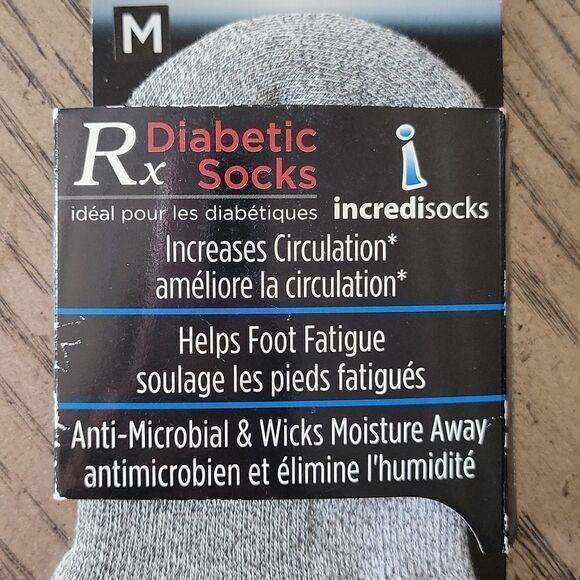 M
Rx Diabetic Socks
idéal pour les diabétiques
i
incredisocks
Increases Circulation*
améliore la circulation*
Helps Foot Fatigue
soulage les pieds fatigués
Anti-Microbial & Wicks Moisture Away
antimicrobien et élimine l'humidité